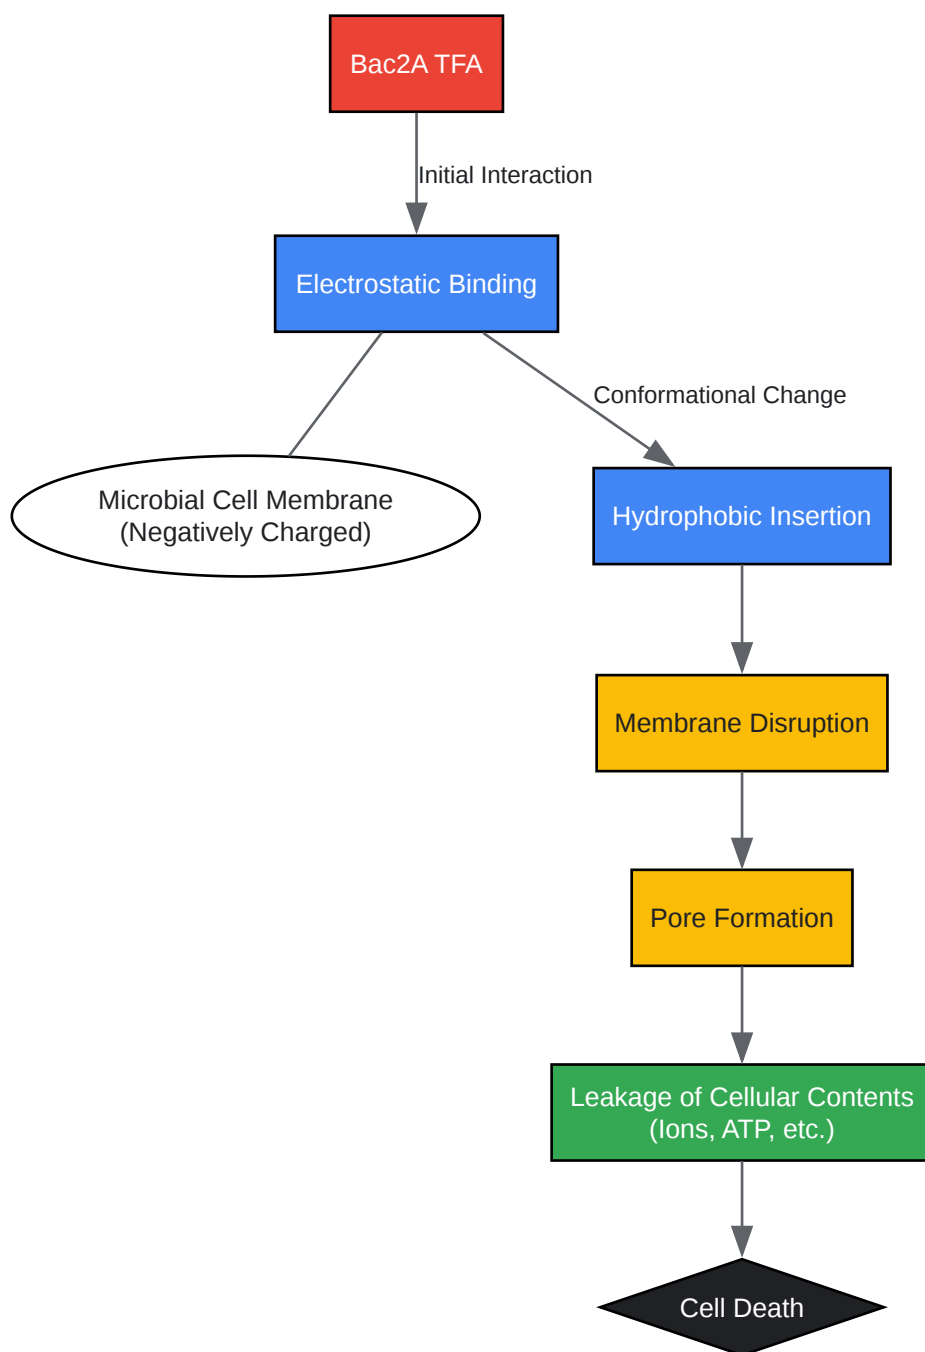 Bac2A TFA
Initial Interaction
Electrostatic Binding
Conformational Change
Microbial Cell Membrane
(Negatively Charged)
Hydrophobic Insertion
Membrane Disruption
Pore Formation
Leakage of Cellular Contents
(Ions, ATP, etc.)
Cell Death